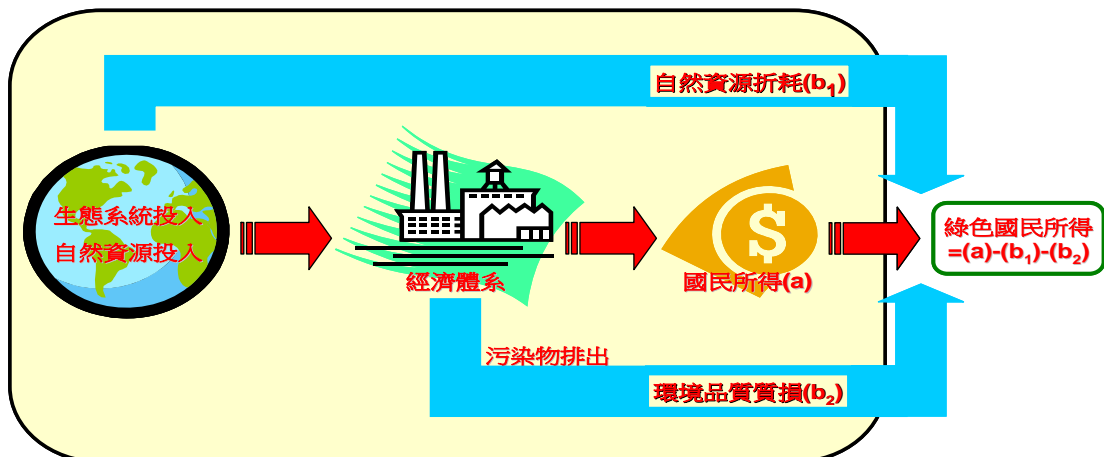 自然資源折耗(b₁)
生態系統投入
自然資源投入
經濟體系
國民所得(a)
綠色國民所得
=(a)-(b₁)-(b₂)
污染物排出
環境品質質損(b₂)